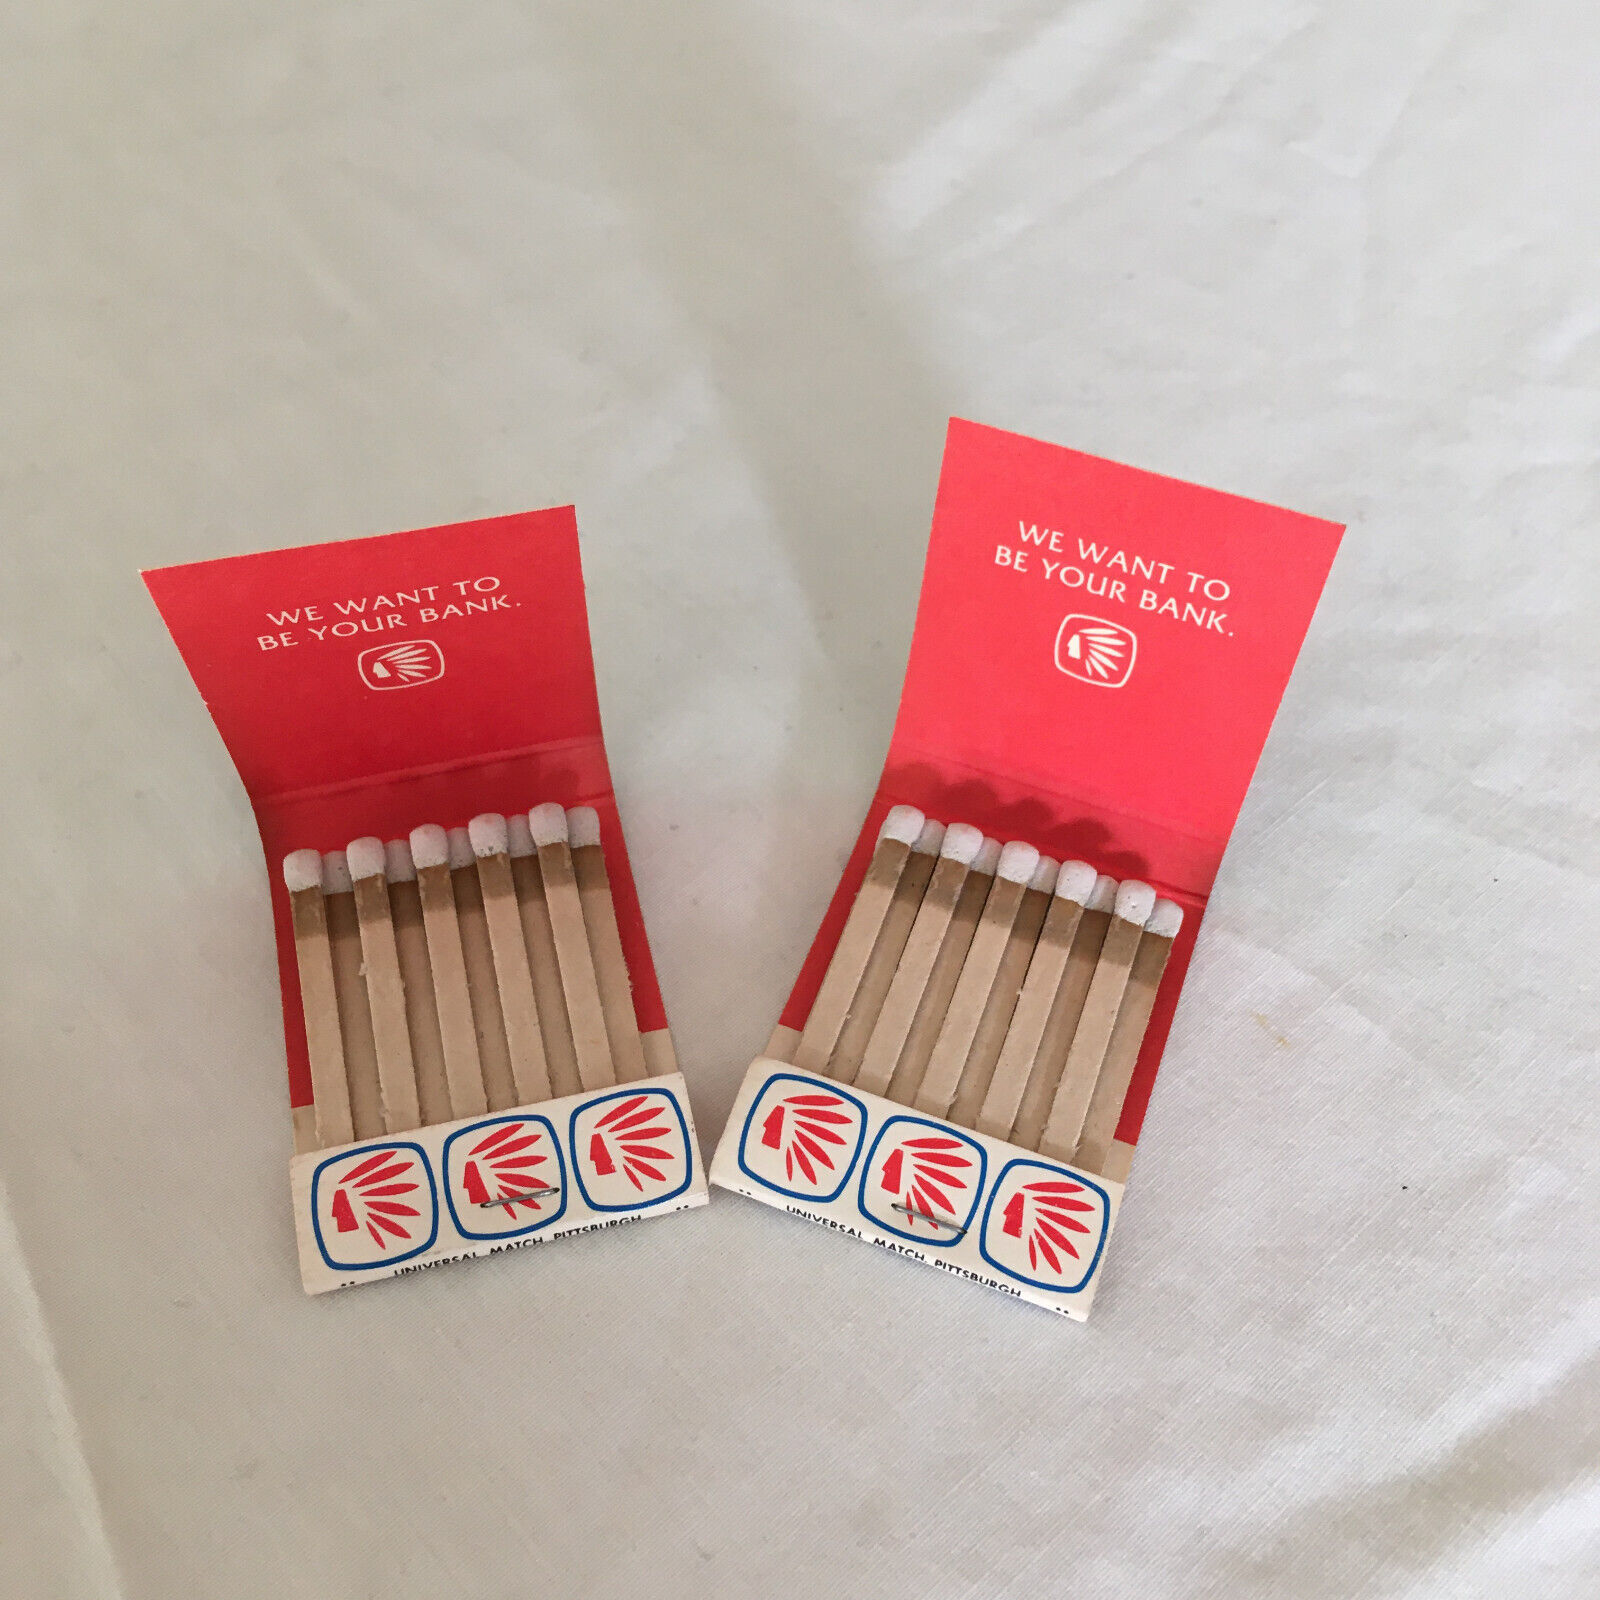 WE WANT TO
BE YOUR BANK.
UNIVERSAL MATCH, PITTSBURGH
WE WANT TO
BE YOUR BANK.
UNIVERSAL MATCH, PITTSBURGH